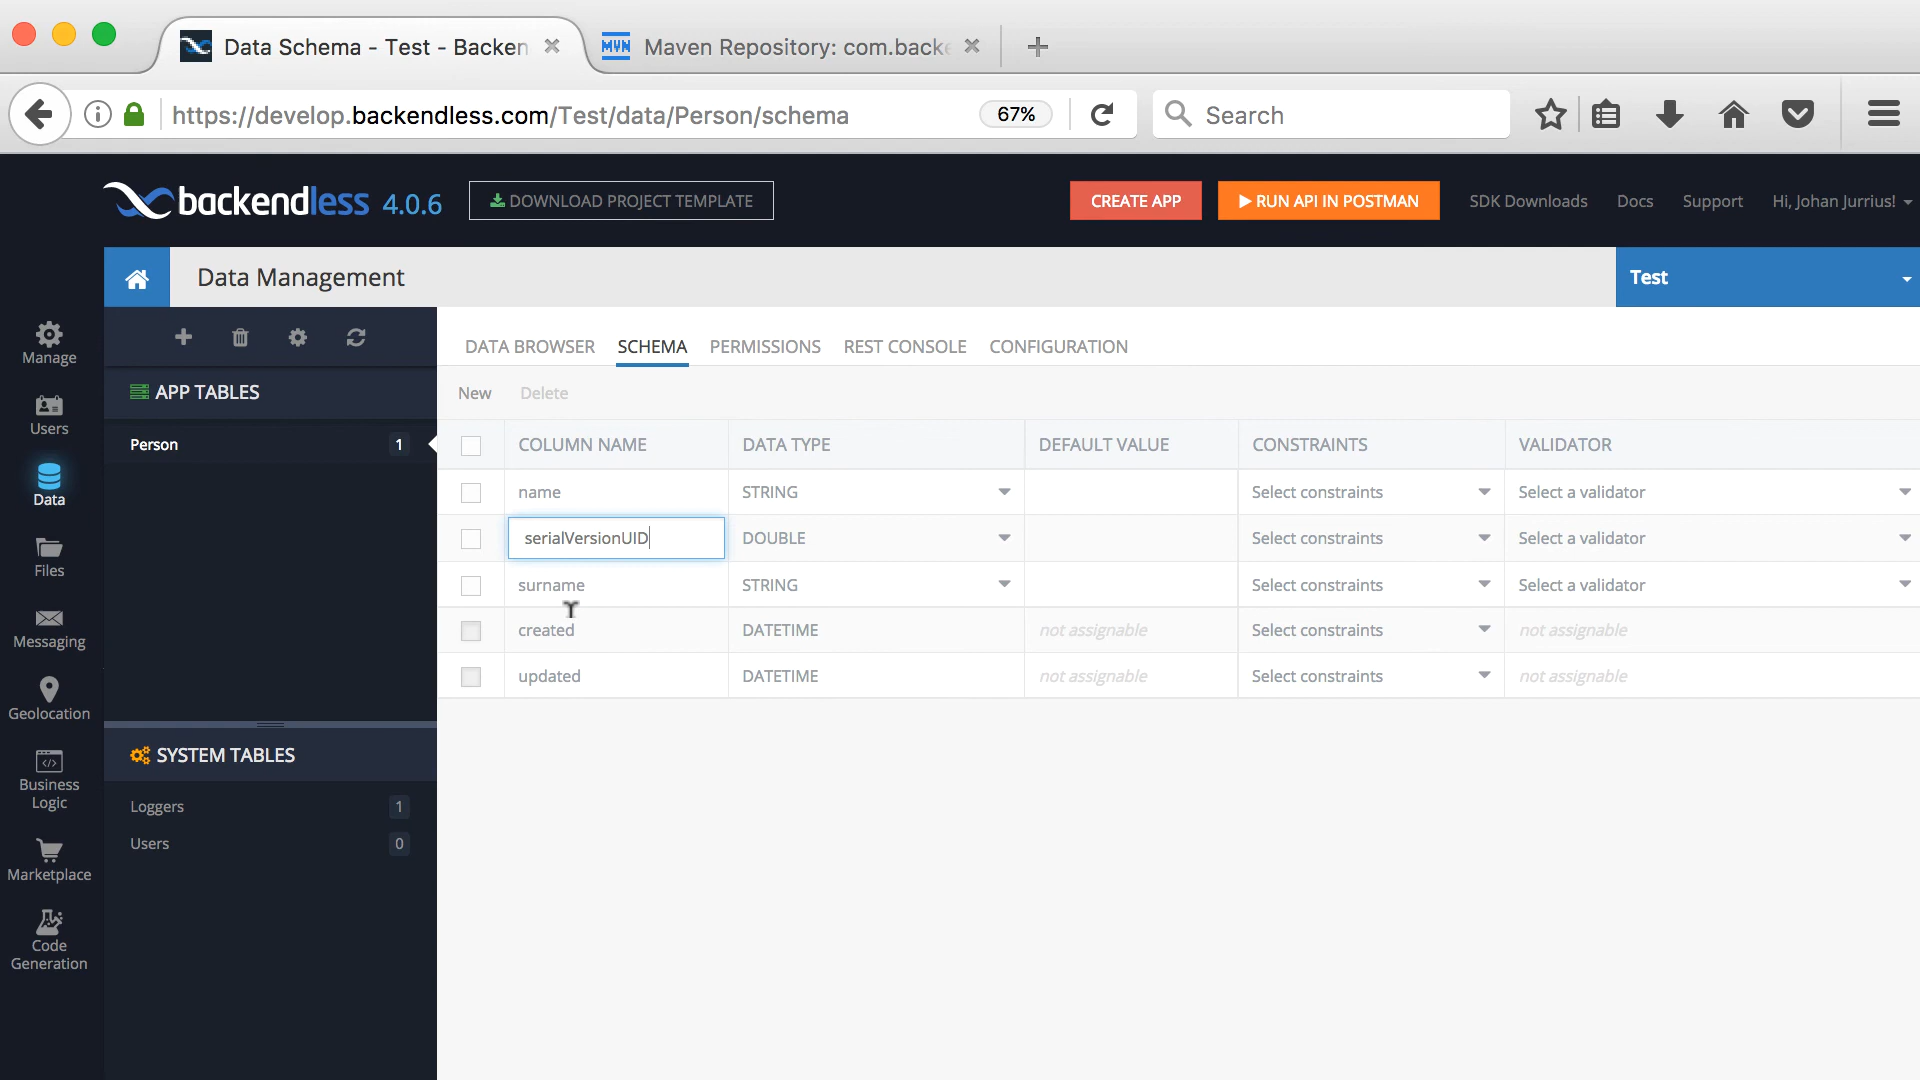 Data Schema - Test - Backen
MVN Maven Repository: com.backe
https://develop.backendless.com/Test/data/Person/schema 67% Search
backendless 4.0.6 DOWNLOAD PROJECT TEMPLATE CREATE APP RUN API IN POSTMAN SDK Downloads Docs Support Hi, Johan Jurrius!
Data Management Test
Manage
Users
Data
Files
Messaging
Geolocation
Business
Logic
Marketplace
Code
Generation
APP TABLES
Person 1
SYSTEM TABLES
Loggers 1
Users 0
DATA BROWSER SCHEMA PERMISSIONS REST CONSOLE CONFIGURATION
New Delete
COLUMN NAME DATA TYPE DEFAULT VALUE CONSTRAINTS VALIDATOR
name STRING Select constraints Select a validator
serialVersionUID DOUBLE Select constraints Select a validator
surname STRING Select constraints Select a validator
created DATETIME not assignable Select constraints not assignable
updated DATETIME not assignable Select constraints not assignable